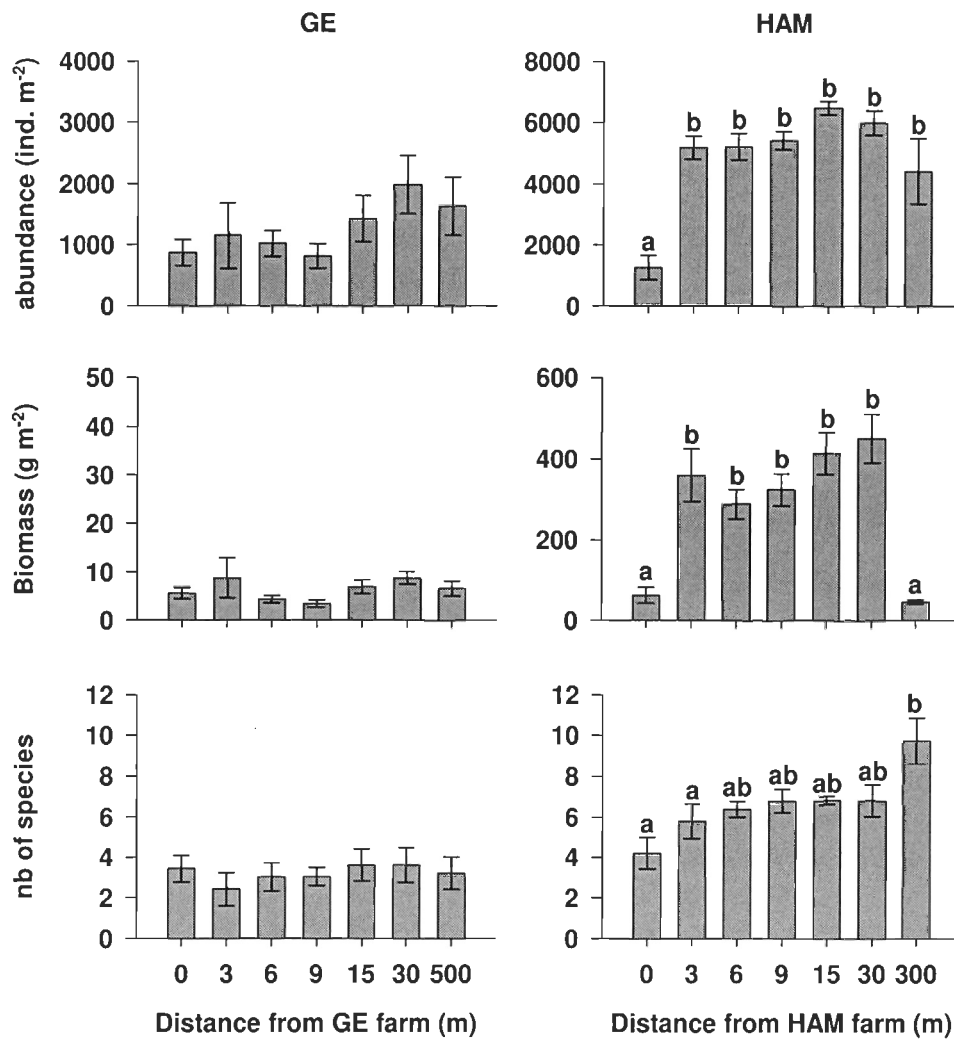 GE
HAM
abundance (ind. m-2)
4000
3000
2000
1000
0
8000
6000
4000
2000
0
a
b
b
b
b
b
b
Biomass (g m-2)
50
40
30
20
10
0
600
400
200
0
a
b
b
b
b
b
a
nb of species
12
10
8
6
4
2
0
12
10
8
6
4
2
0
a
a
ab
ab
ab
ab
b
0 3 6 9 15 30 500
0 3 6 9 15 30 300
Distance from GE farm (m)
Distance from HAM farm (m)